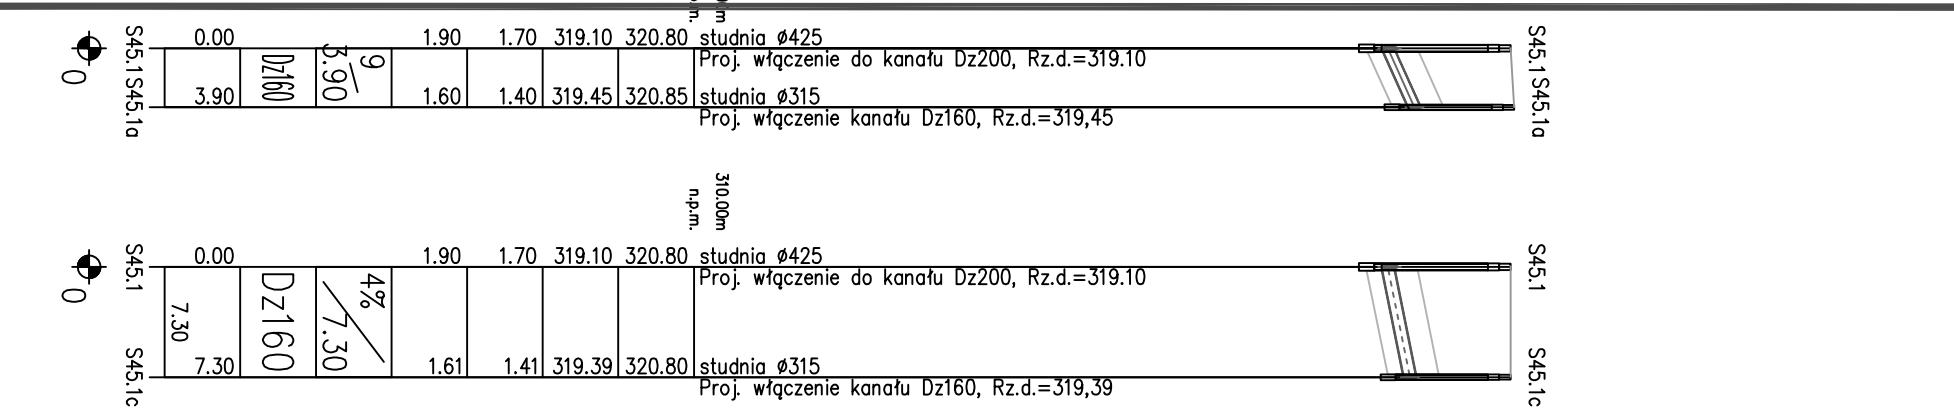 0m
m.
S45.1 0.00 1.90 1.70 319.10 320.80 studnia ø425 S45.1
Proj. włączenie do kanału Dz200, Rz.d.=319.10
0 Dz160 9 3.90
S45.1a 3.90 1.60 1.40 319.45 320.85 studnia ø315 S45.1a
Proj. włączenie kanału Dz160, Rz.d.=319,45
310.00m
n.p.m.
S45.1 0.00 1.90 1.70 319.10 320.80 studnia ø425 S45.1
Proj. włączenie do kanału Dz200, Rz.d.=319.10
0 7.30 Dz160 4% 7.30
S45.1c 7.30 1.61 1.41 319.39 320.80 studnia ø315 S45.1c
Proj. włączenie kanału Dz160, Rz.d.=319,39